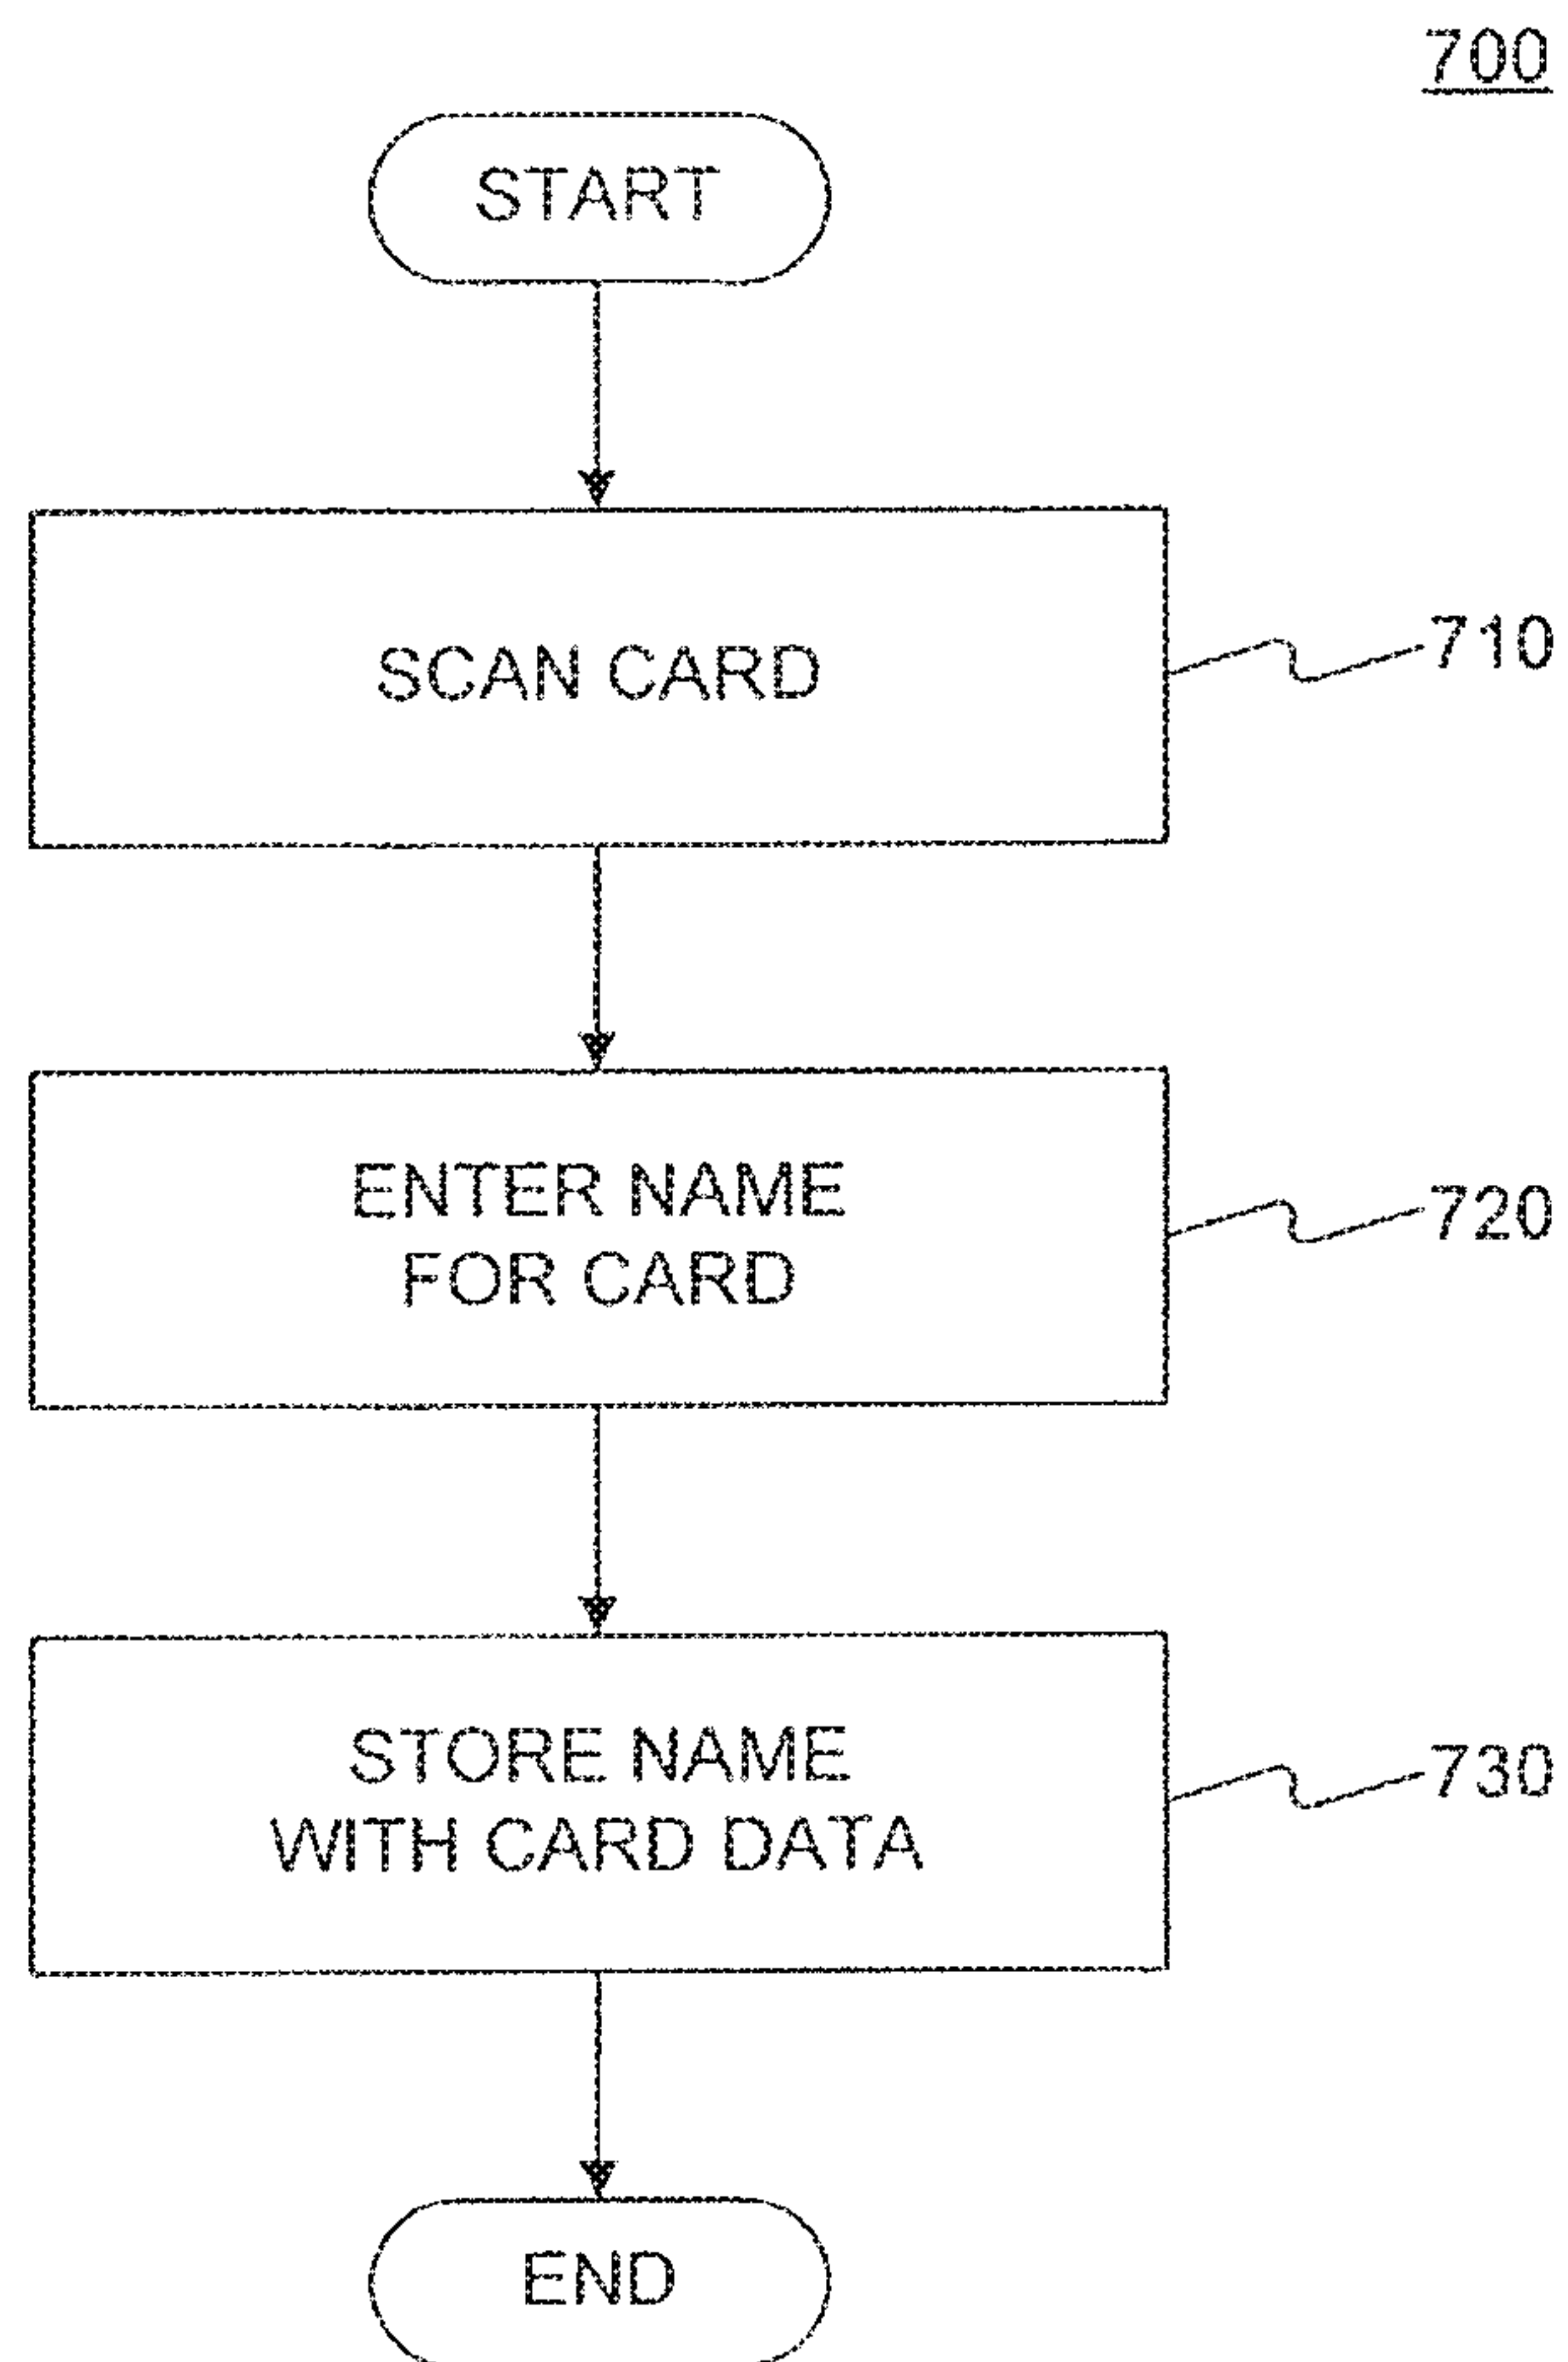 700
START
SCAN CARD
710
ENTER NAME
FOR CARD
720
STORE NAME
WITH CARD DATA
730
END